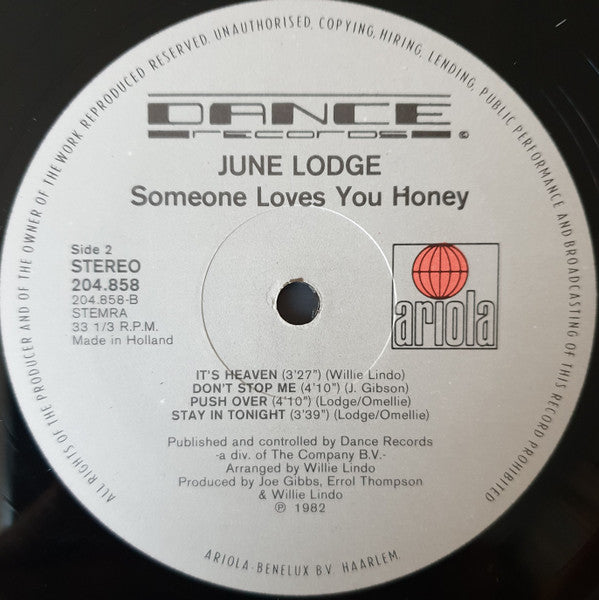 ALL RIGHTS OF THE PRODUCER AND OF THE OWNER OF THE WORK REPRODUCED RESERVED. UNAUTHORISED, COPYING, HIRING, LENDING, PUBLIC PERFORMANCE AND BROADCASTING OF THIS RECORD PROHIBITED
DANCE
records ©
JUNE LODGE
Someone Loves You Honey
Side 2
STEREO
204.858
204.858-B
STEMRA
33 1/3 R.P.M.
Made in Holland
ariola
IT'S HEAVEN (3'27") (Willie Lindo)
DON'T STOP ME (4'10") (J. Gibson)
PUSH OVER (4'10") (Lodge/Omellie)
STAY IN TONIGHT (3'39") (Lodge/Omellie)
Published and controlled by Dance Records
-a div. of The Company B.V.-
Arranged by Willie Lindo
Produced by Joe Gibbs, Errol Thompson
& Willie Lindo
℗ 1982
ARIOLA-BENELUX B.V. HAARLEM.